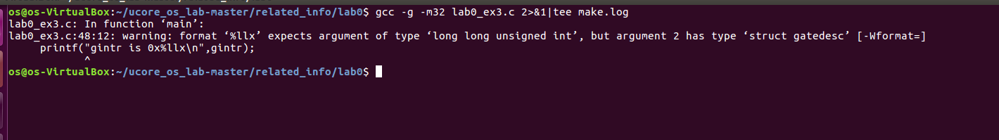 os@os-VirtualBox:~/ucore_os_lab-master/related_info/lab0$ gcc -g -m32 lab0_ex3.c 2>&1|tee make.log
lab0_ex3.c: In function ‘main’:
lab0_ex3.c:48:12: warning: format ‘%llx’ expects argument of type ‘long long unsigned int’, but argument 2 has type ‘struct gatedesc’ [-Wformat=]
     printf("gintr is 0x%llx\n",gintr);
            ^
os@os-VirtualBox:~/ucore_os_lab-master/related_info/lab0$